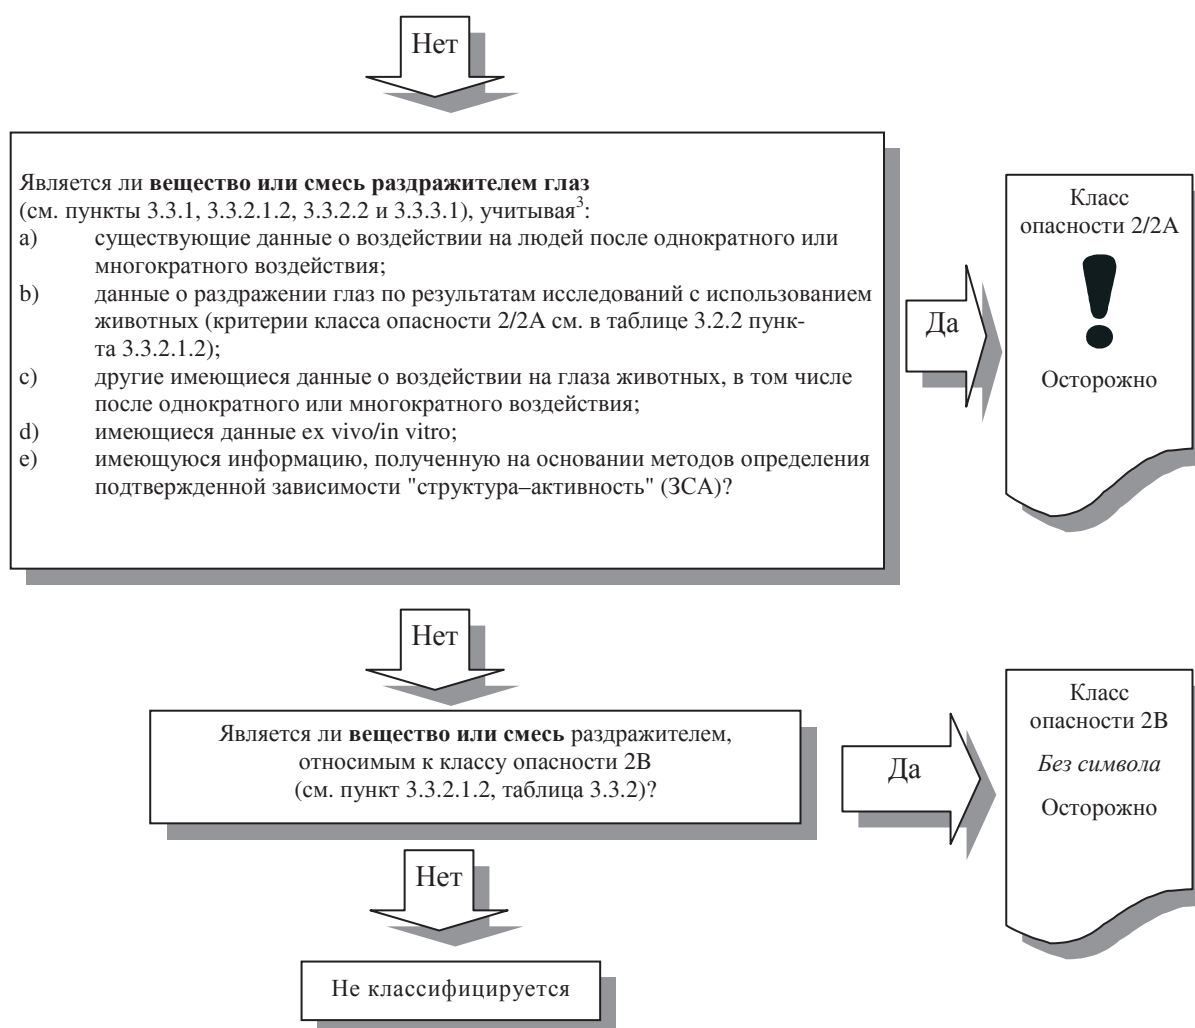 Нет
Является ли вещество или смесь раздражителем глаз
(см. пункты 3.3.1, 3.3.2.1.2, 3.3.2.2 и 3.3.3.1), учитывая3:
a) существующие данные о воздействии на людей после однократного или
многократного воздействия;
b) данные о раздражении глаз по результатам исследований с использованием
животных (критерии класса опасности 2/2A см. в таблице 3.2.2 пунк-
та 3.3.2.1.2);
c) другие имеющиеся данные о воздействии на глаза животных, в том числе
после однократного или многократного воздействия;
d) имеющиеся данные ex vivo/in vitro;
e) имеющуюся информацию, полученную на основании методов определения
подтвержденной зависимости "структура–активность" (ЗСА)?
Да
Класс
опасности 2/2A
Осторожно
Нет
Является ли вещество или смесь раздражителем,
относимым к классу опасности 2B
(см. пункт 3.3.2.1.2, таблица 3.3.2)?
Да
Класс
опасности 2B
Без символа
Осторожно
Нет
Не классифицируется